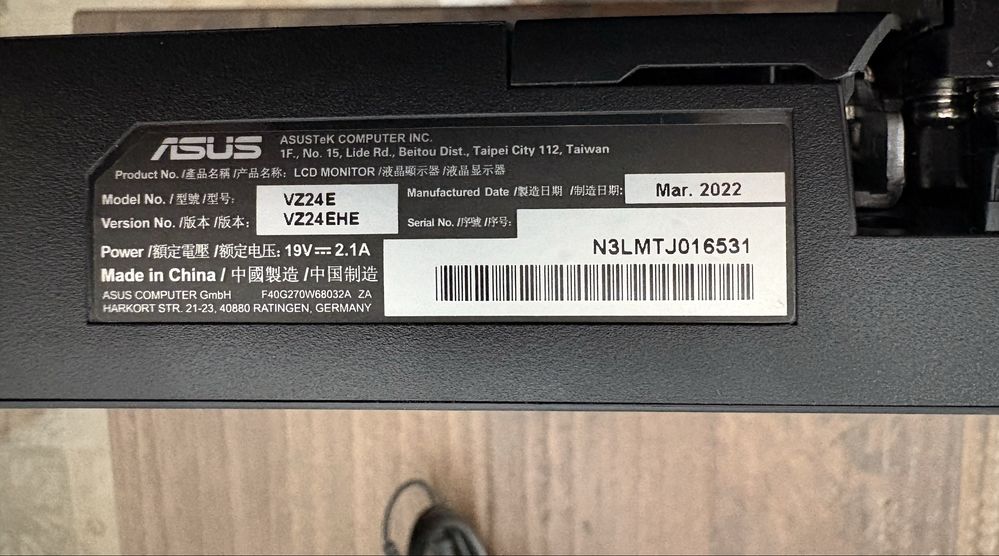 ASUS ASUSTeK COMPUTER INC.
1F., No. 15, Lide Rd., Beitou Dist., Taipei City 112, Taiwan
Product No. /產品名稱 /产品名称: LCD MONITOR /液晶顯示器 /液晶显示器
Model No. /型號 /型号: VZ24E
Manufactured Date /製造日期 /制造日期: Mar. 2022
Version No. /版本 /版本: VZ24EHE
Serial No. /序號 /序号:
N3LMTJ016531
Power /額定電壓 /额定电压: 19V⎓2.1A
Made in China / 中國製造 /中国制造
ASUS COMPUTER GmbH F40G270W68032A ZA
HARKORT STR. 21-23, 40880 RATINGEN, GERMANY